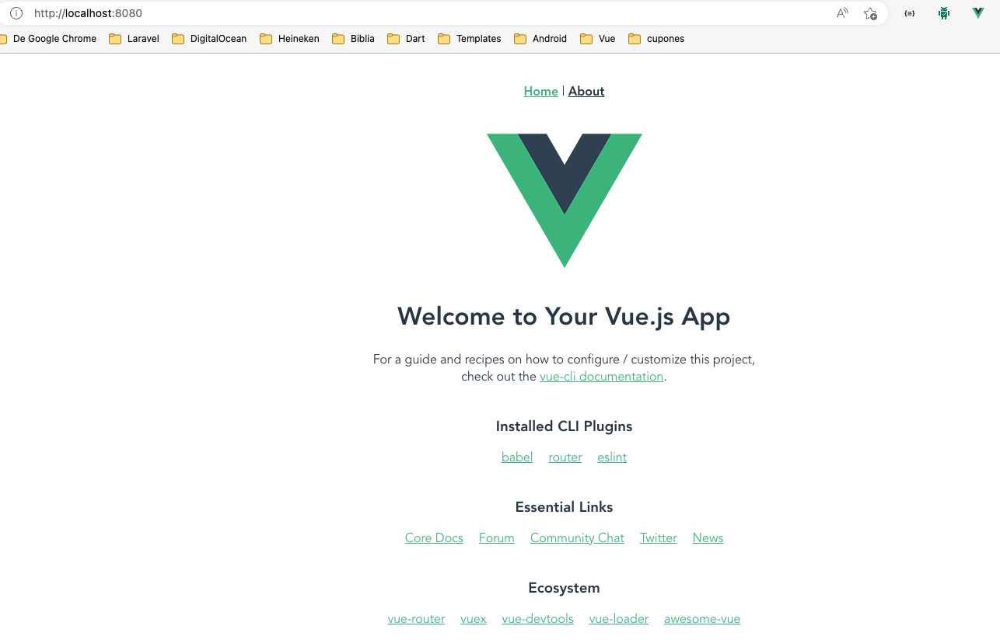 http://localhost:8080
De Google Chrome Laravel DigitalOcean Heineken Biblia Dart Templates Android Vue cupones
Home | About
Welcome to Your Vue.js App
For a guide and recipes on how to configure / customize this project,
check out the vue-cli documentation.
Installed CLI Plugins
babel router eslint
Essential Links
Core Docs Forum Community Chat Twitter News
Ecosystem
vue-router vuex vue-devtools vue-loader awesome-vue